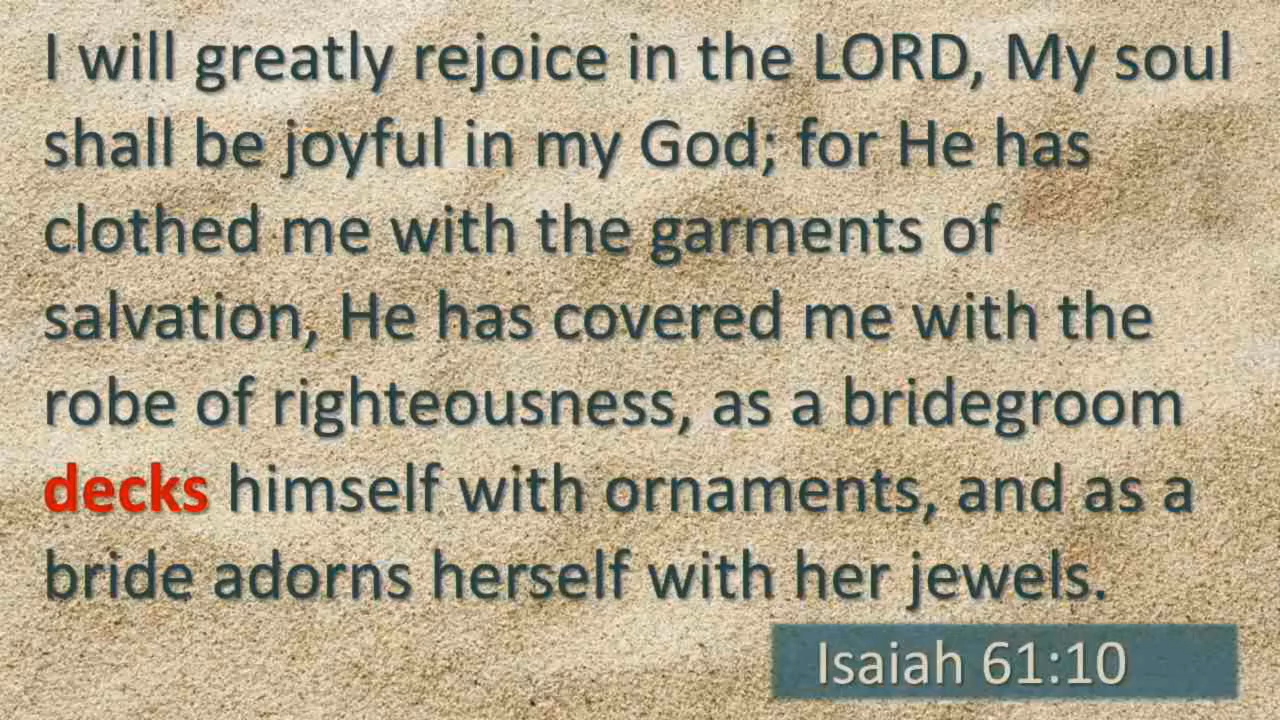 I will greatly rejoice in the LORD, My soul
shall be joyful in my God; for He has
clothed me with the garments of
salvation, He has covered me with the
robe of righteousness, as a bridegroom
decks himself with ornaments, and as a
bride adorns herself with her jewels.
Isaiah 61:10